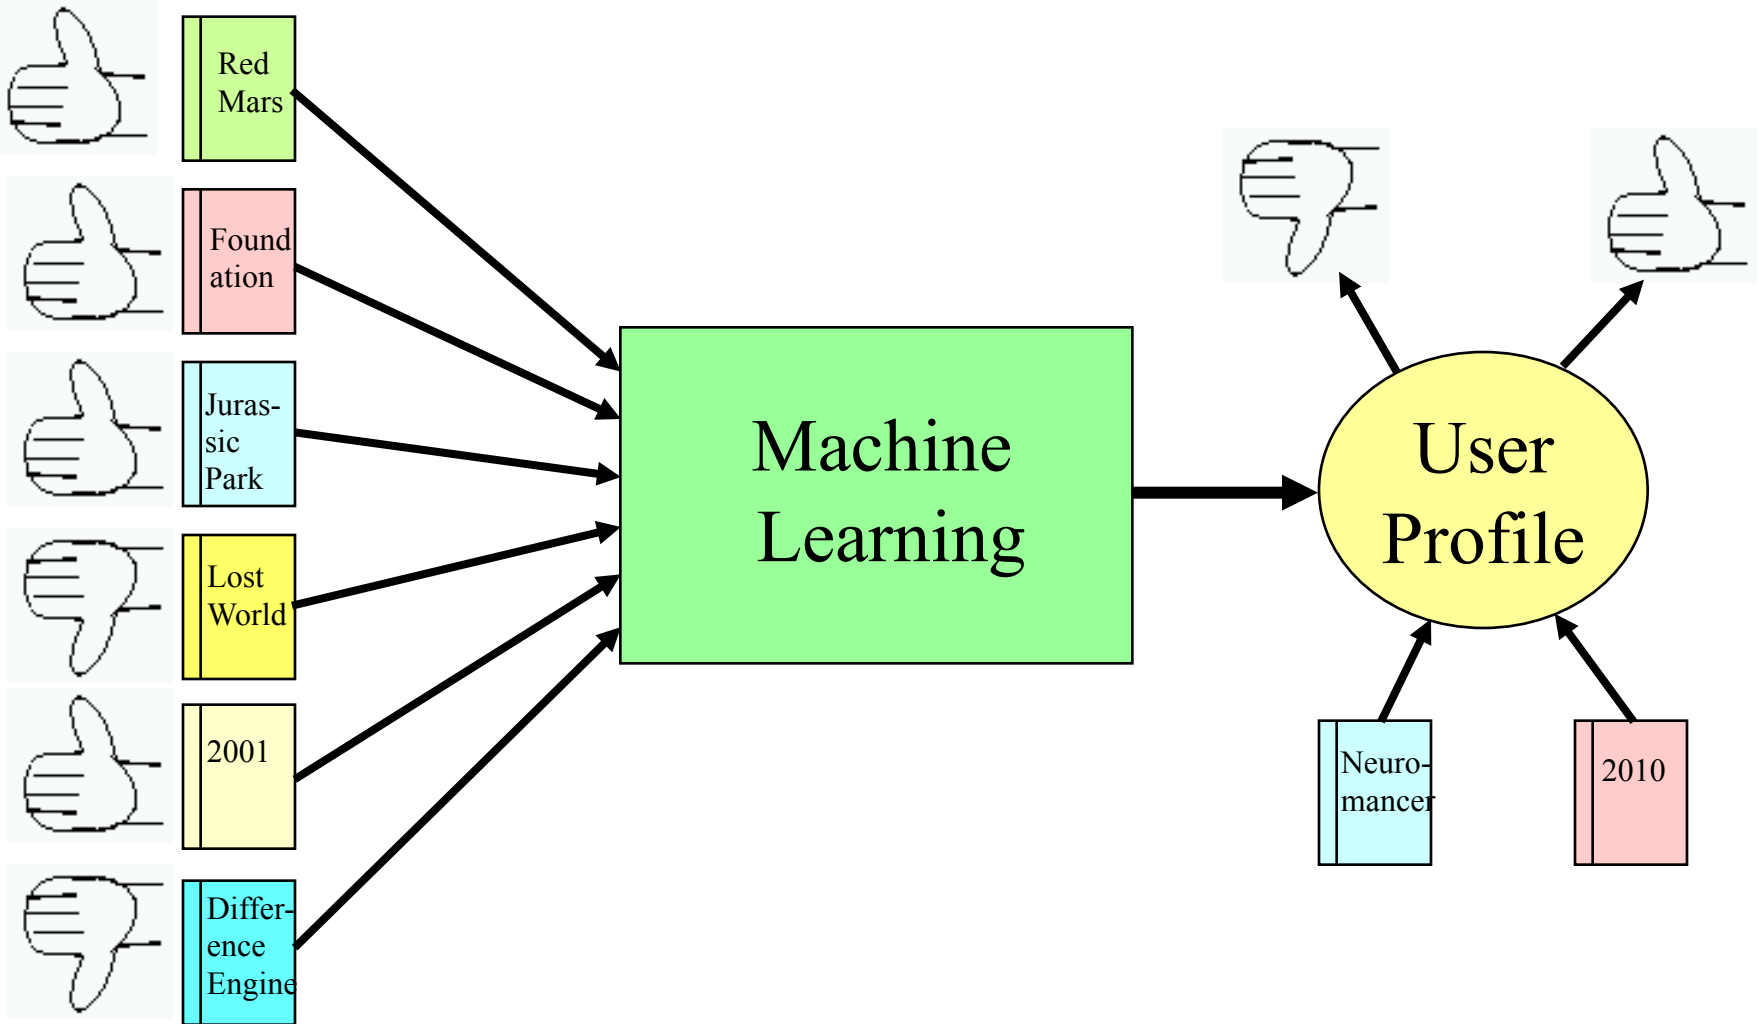 Red
Mars
Found
ation
Juras-
sic
Park
Lost
World
2001
Differ-
ence
Engine
Machine
Learning
User
Profile
Neuro-
mancer
2010